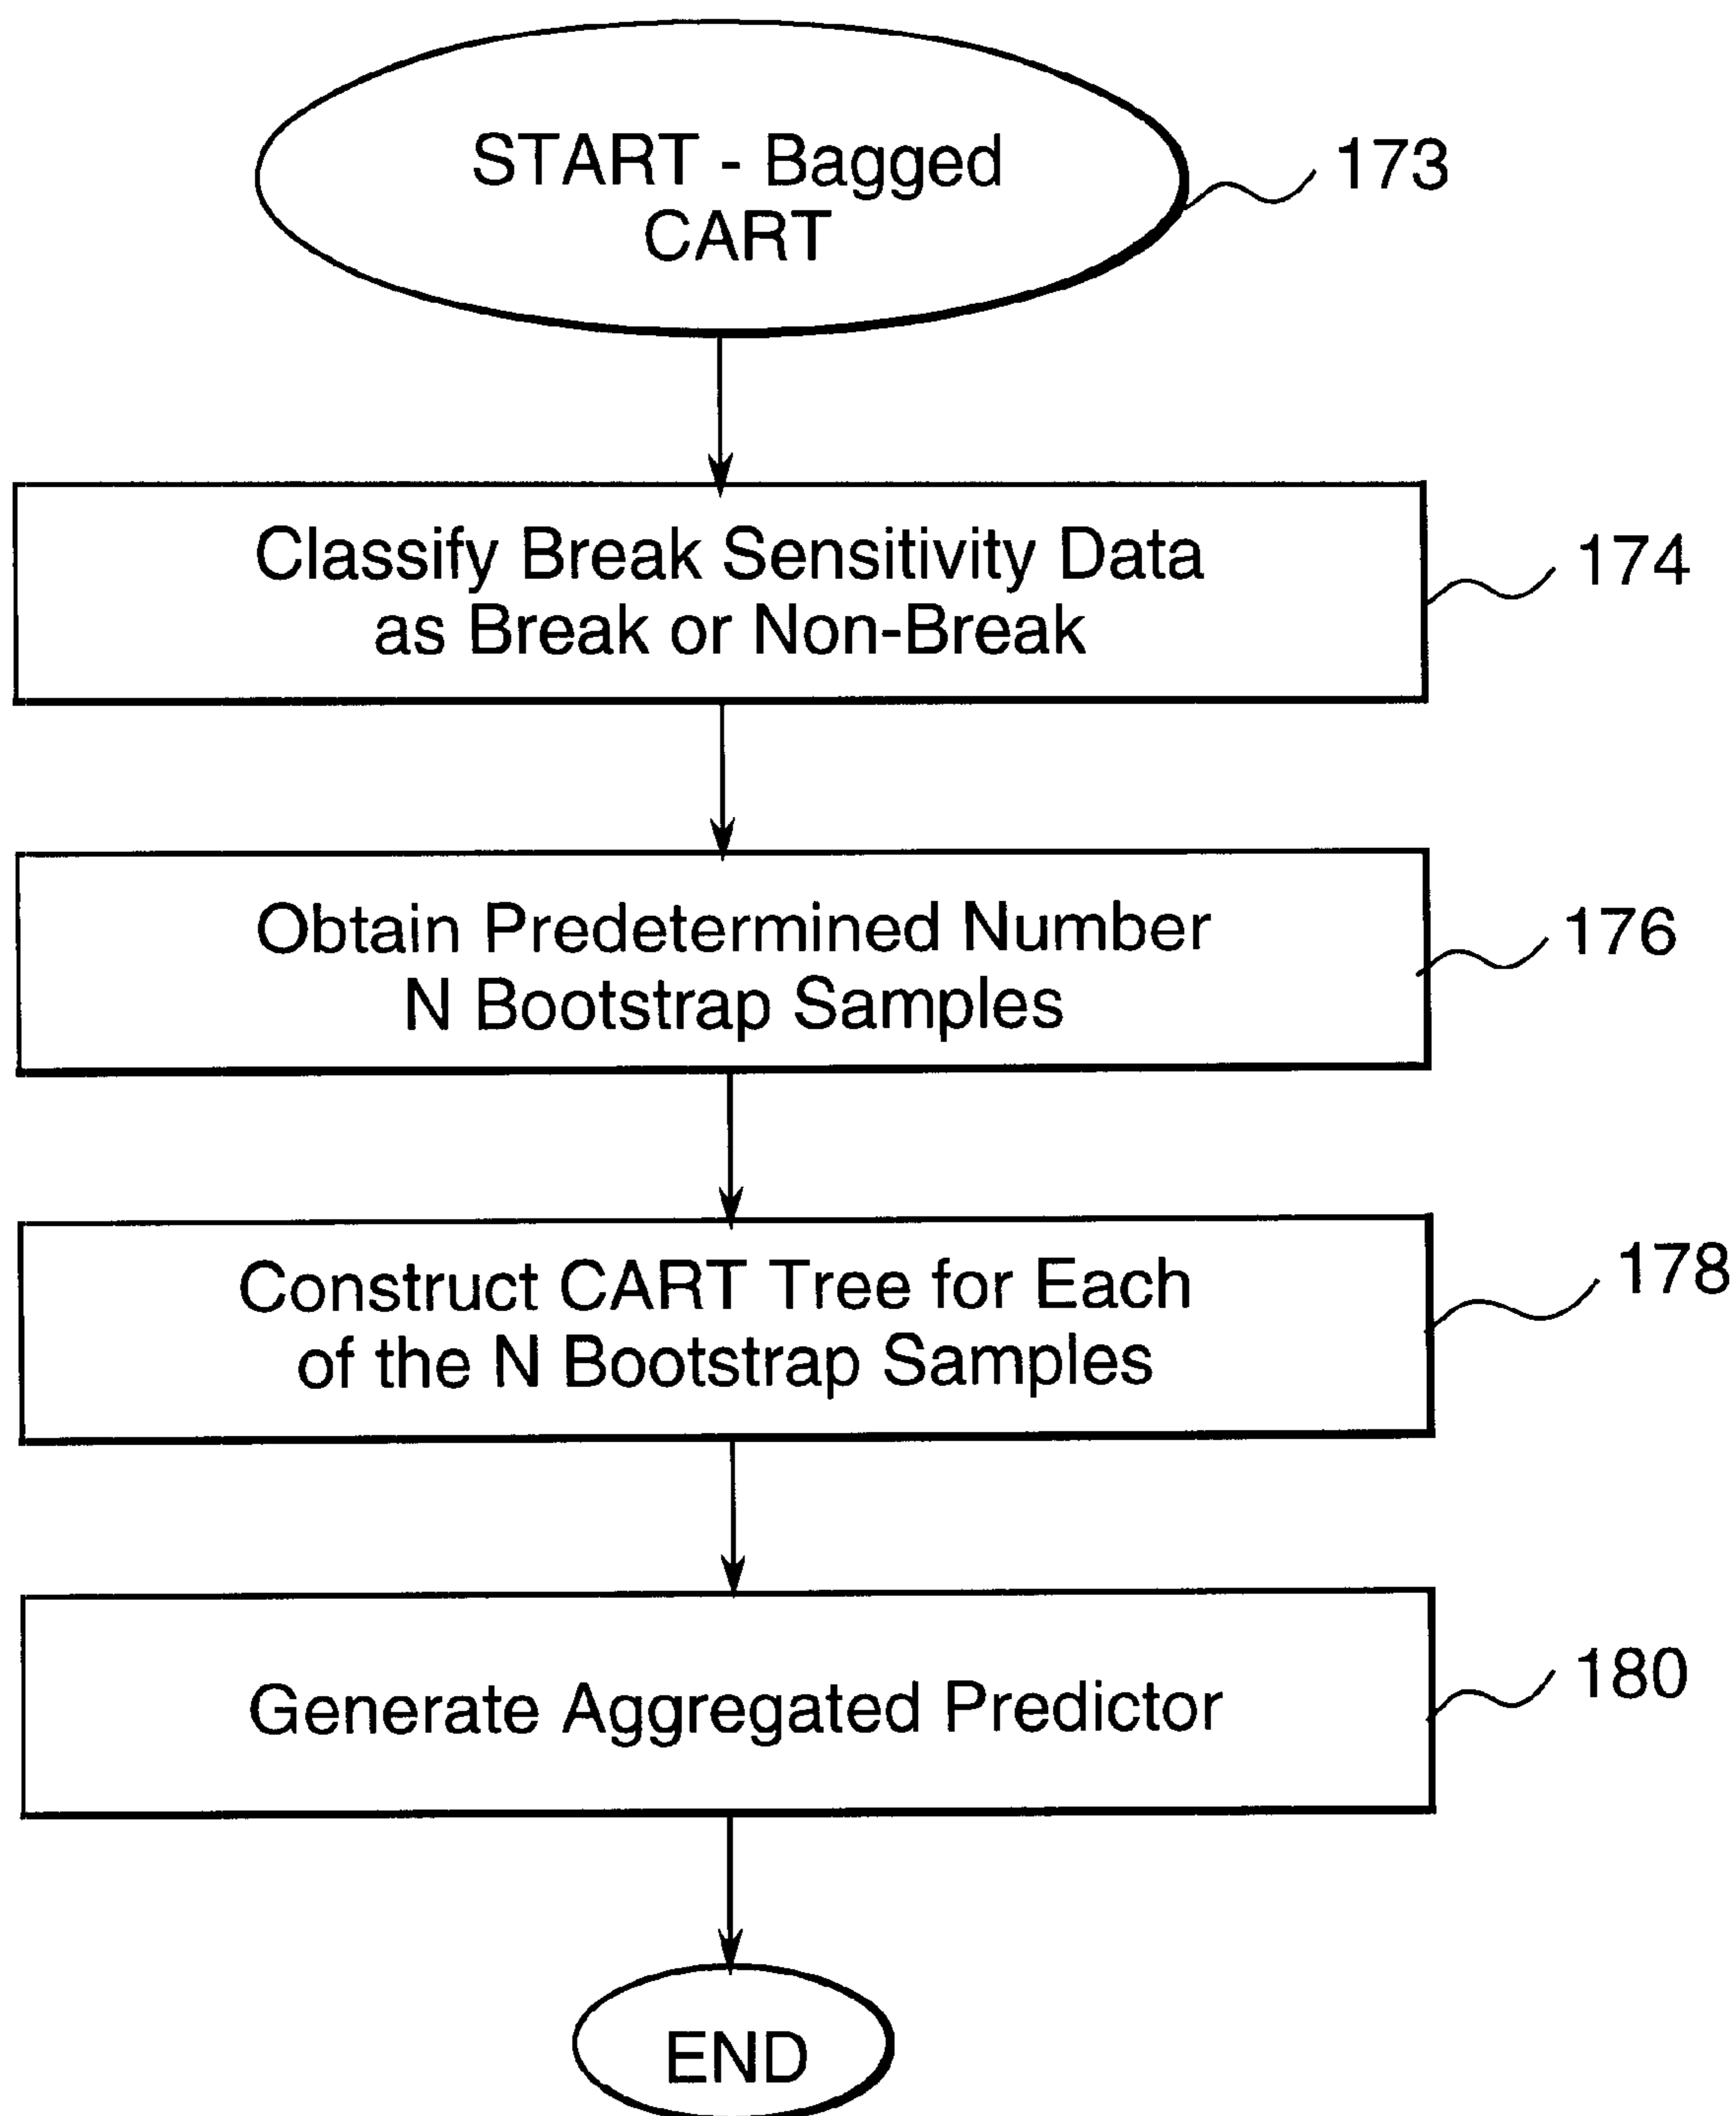 START - Bagged
CART
173
Classify Break Sensitivity Data
as Break or Non-Break
174
Obtain Predetermined Number
N Bootstrap Samples
176
Construct CART Tree for Each
of the N Bootstrap Samples
178
Generate Aggregated Predictor
180
END